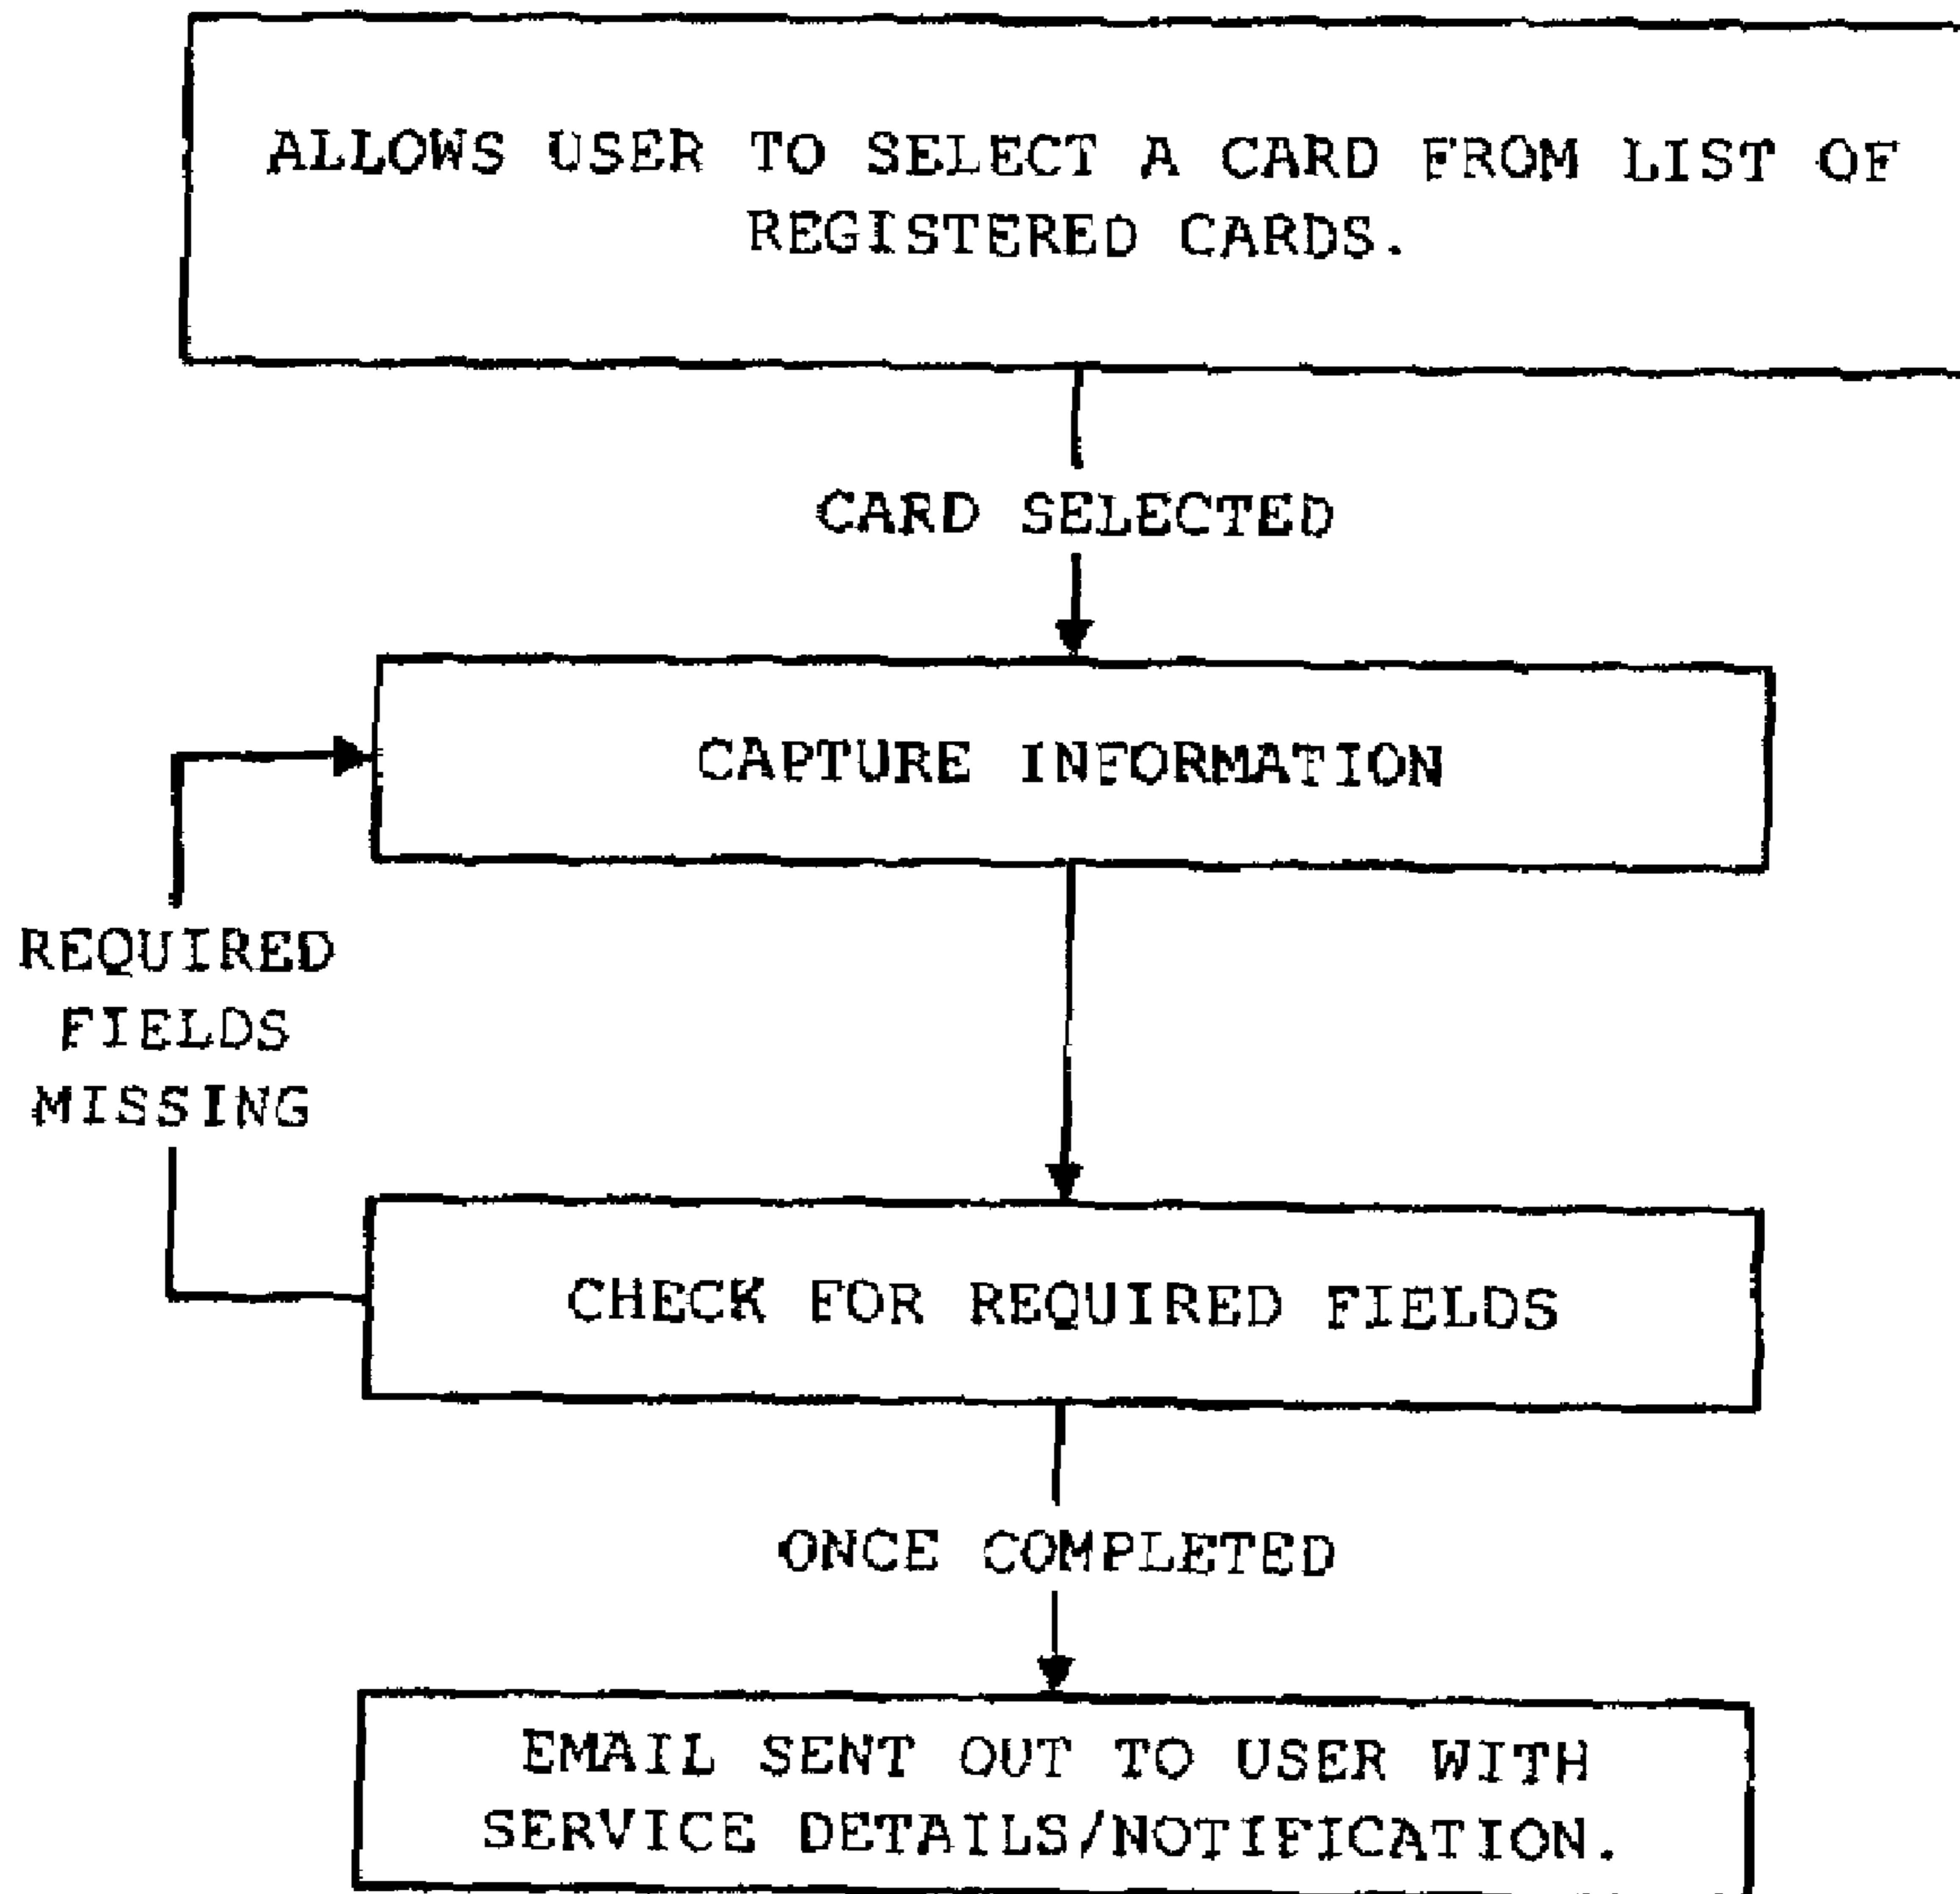 ALLOWS USER TO SELECT A CARD FROM LIST OF
REGISTERED CARDS.
CARD SELECTED
CAPTURE INFORMATION
REQUIRED
FIELDS
MISSING
CHECK FOR REQUIRED FIELDS
ONCE COMPLETED
EMAIL SENT OUT TO USER WITH
SERVICE DETAILS/NOTIFICATION.